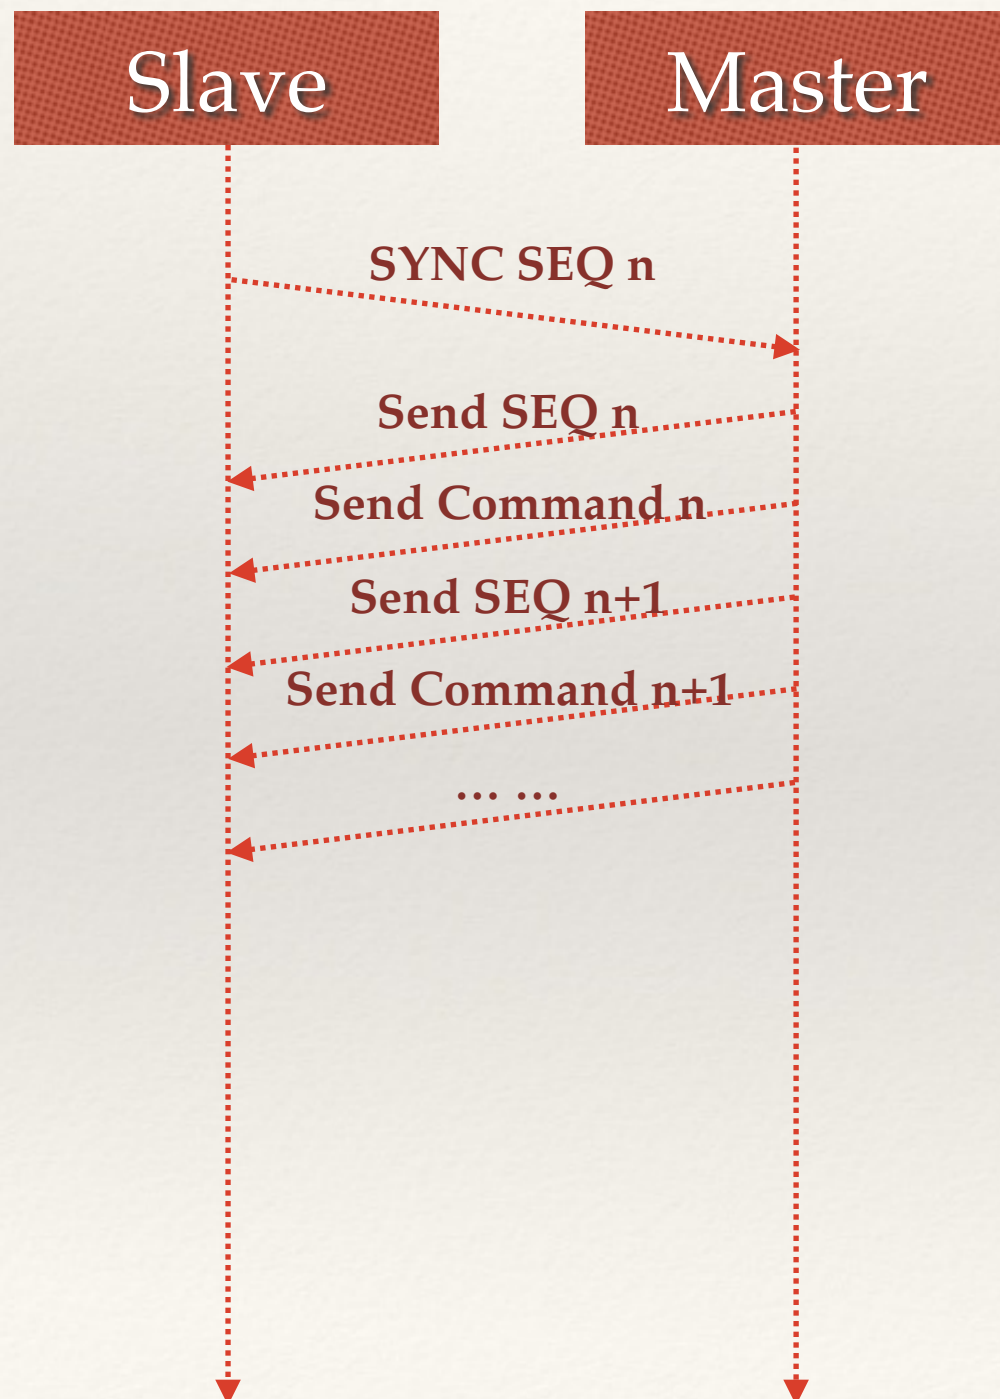 Slave
Master
SYNC SEQ n
Send SEQ n
Send Command n
Send SEQ n+1
Send Command n+1
... ...